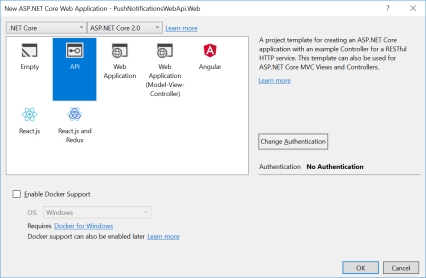 New ASP.NET Core Web Application - PushNotificationsWebApi.Web
.NET Core
ASP.NET Core 2.0
Learn more
Empty
API
Web Application
Web Application (Model-View-Controller)
Angular
React.js
React.js and Redux
A project template for creating an ASP.NET Core
application with an example Controller for a RESTful
HTTP service. This template can also be used for
ASP.NET Core MVC Views and Controllers.
Learn more
Change Authentication
Authentication No Authentication
Enable Docker Support
OS: Windows
Requires Docker for Windows
Docker support can also be enabled later Learn more
OK
Cancel